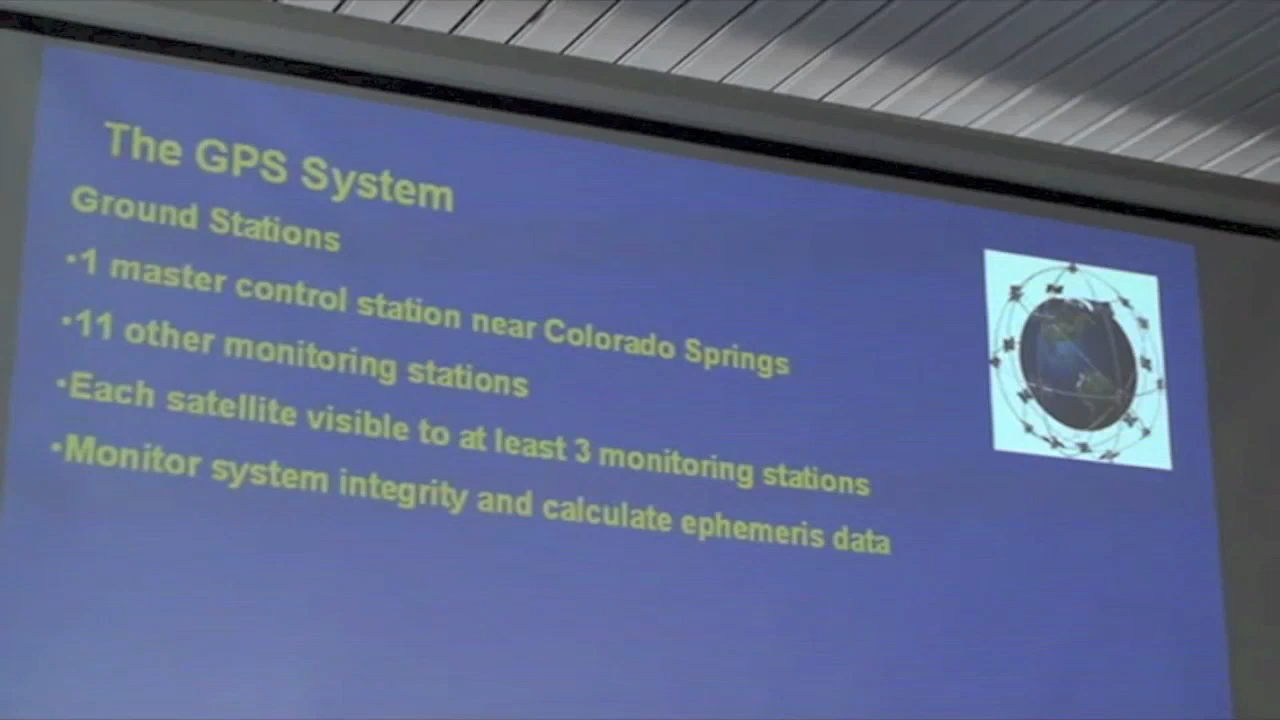 The GPS System
Ground Stations
•1 master control station near Colorado Springs
•11 other monitoring stations
•Each satellite visible to at least 3 monitoring stations
•Monitor system integrity and calculate ephemeris data